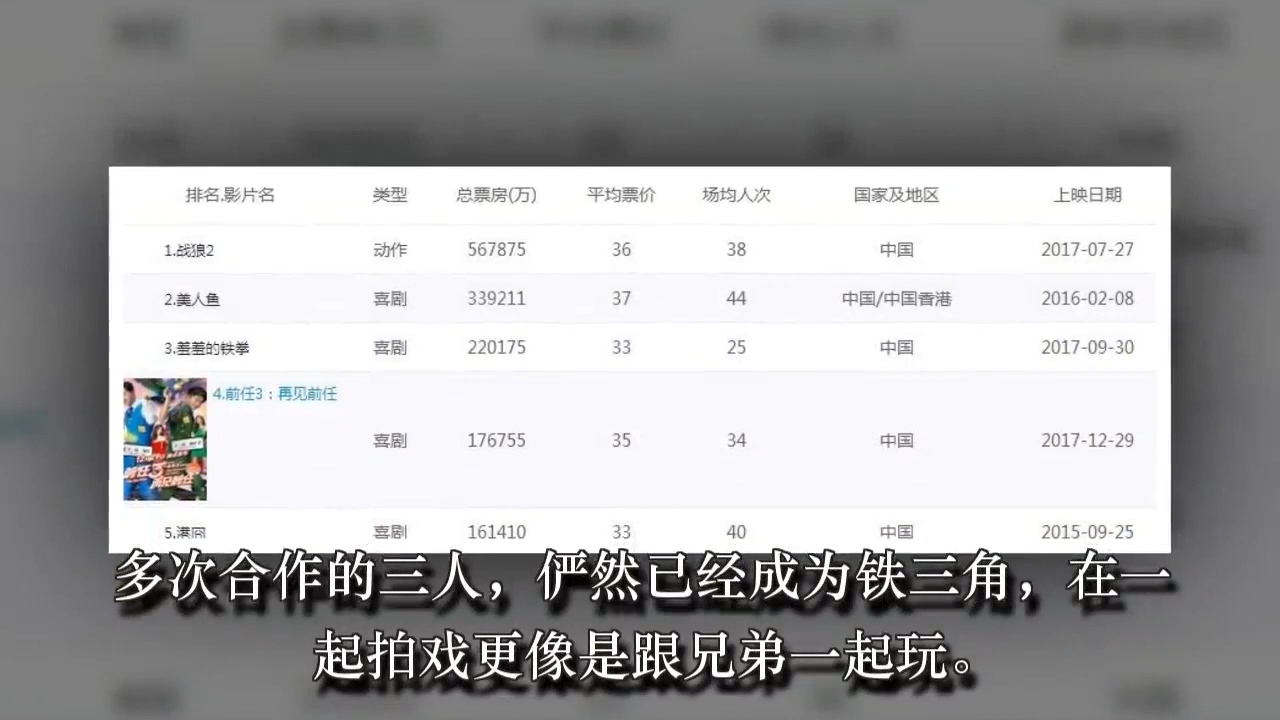 排名.影片名 类型 总票房(万) 平均票价 场均人次 国家及地区 上映日期
1.战狼2 动作 567875 36 38 中国 2017-07-27
2.美人鱼 喜剧 339211 37 44 中国/中国香港 2016-02-08
3.羞羞的铁拳 喜剧 220175 33 25 中国 2017-09-30
4.前任3：再见前任
喜剧 176755 35 34 中国 2017-12-29
5.港囧 喜剧 161410 33 40 中国 2015-09-25
多次合作的三人，俨然已经成为铁三角，在一
起拍戏更像是跟兄弟一起玩。